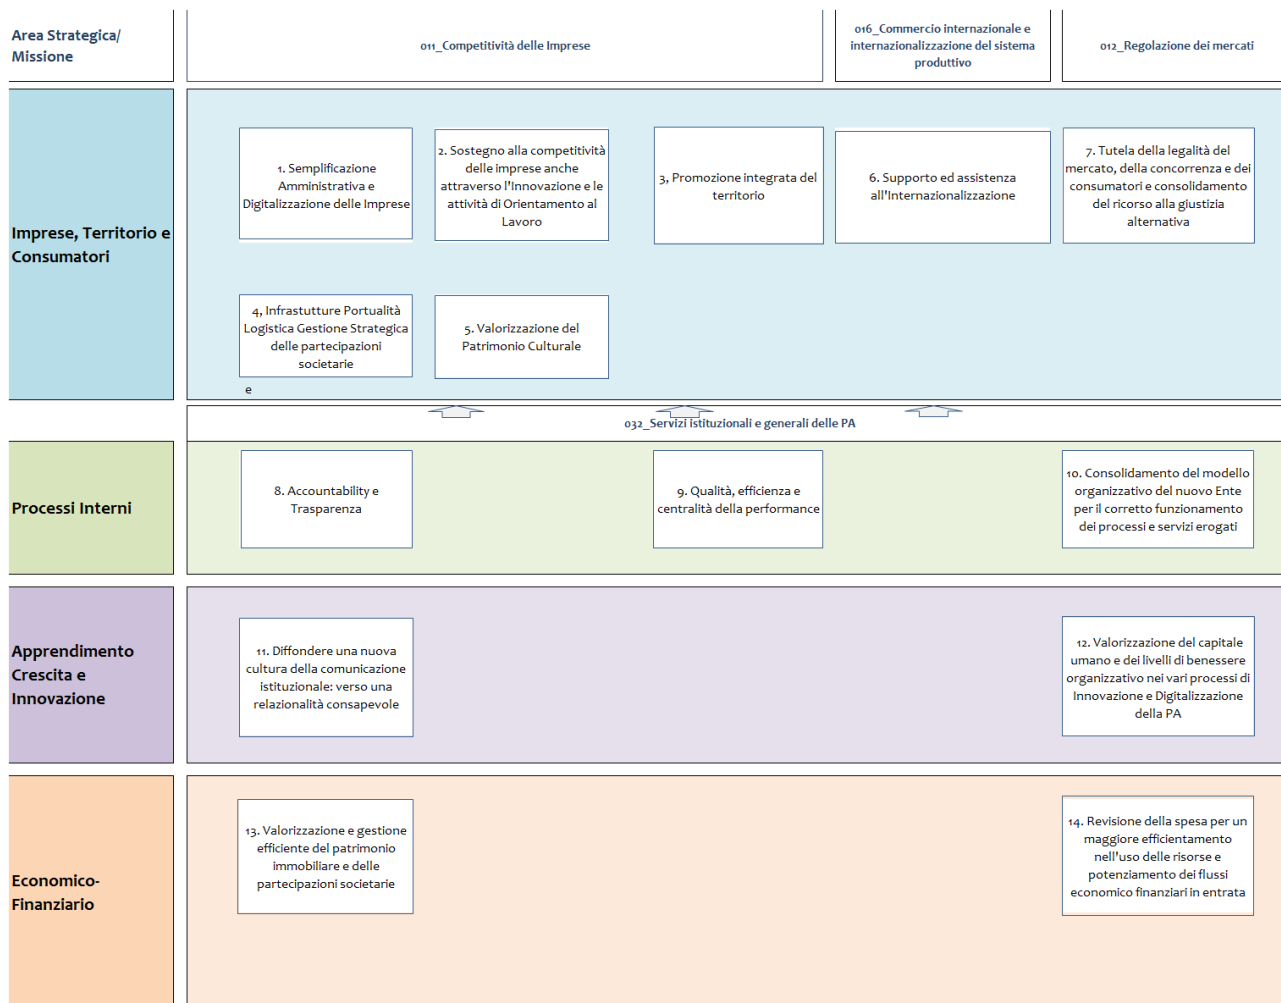 Area Strategica/
Missione
011_Competitività delle Imprese
016_Commercio internazionale e
internazionalizzazione del sistema
produttivo
012_Regolazione dei mercati
Imprese, Territorio e
Consumatori
1. Semplificazione
Amministrativa e
Digitalizzazione delle Imprese
2. Sostegno alla competitività
delle imprese anche
attraverso l'Innovazione e le
attività di Orientamento al
Lavoro
3, Promozione integrata del
territorio
6. Supporto ed assistenza
all'Internazionalizzazione
7. Tutela della legalità del
mercato, della concorrenza e dei
consumatori e consolidamento
del ricorso alla giustizia
alternativa
4, Infrastutture Portualità
Logistica Gestione Strategica
delle partecipazioni
societarie
e
5. Valorizzazione del
Patrimonio Culturale
032_Servizi istituzionali e generali delle PA
Processi Interni
8. Accountability e
Trasparenza
9. Qualità, efficienza e
centralità della performance
10. Consolidamento del modello
organizzativo del nuovo Ente
per il corretto funzionamento
dei processi e servizi erogati
Apprendimento
Crescita e
Innovazione
11. Diffondere una nuova
cultura della comunicazione
istituzionale: verso una
relazionalità consapevole
12. Valorizzazione del capitale
umano e dei livelli di benessere
organizzativo nei vari processi di
Innovazione e Digitalizzazione
della PA
Economico-
Finanziario
13. Valorizzazione e gestione
efficiente del patrimonio
immobiliare e delle
partecipazioni societarie
14. Revisione della spesa per un
maggiore efficientamento
nell'uso delle risorse e
potenziamento dei flussi
economico finanziari in entrata